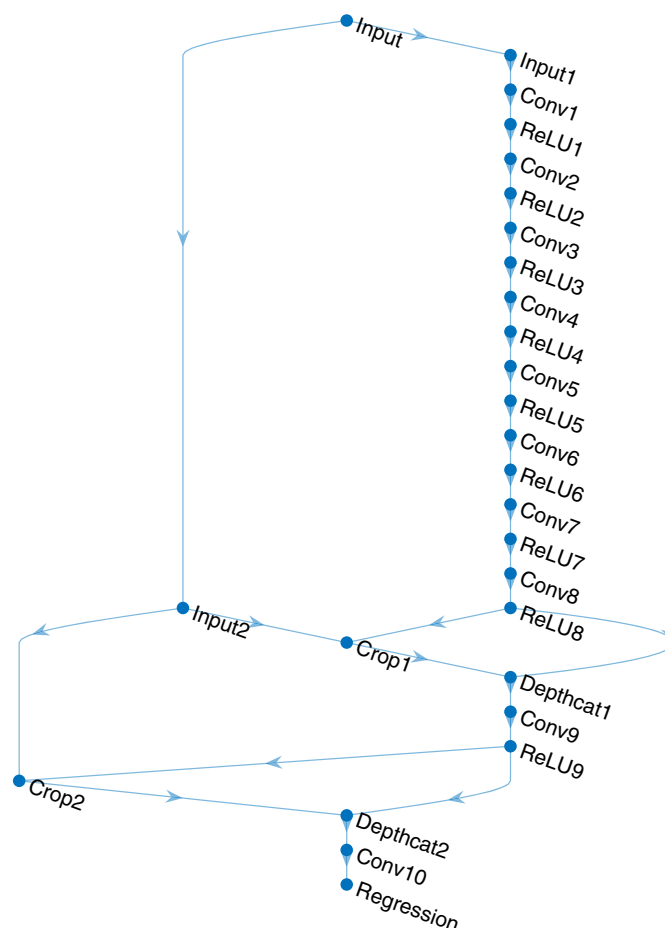 Input
Input1
Conv1
ReLU1
Conv2
ReLU2
Conv3
ReLU3
Conv4
ReLU4
Conv5
ReLU5
Conv6
ReLU6
Conv7
ReLU7
Conv8
Input2
ReLU8
Crop1
Depthcat1
Conv9
ReLU9
Crop2
Depthcat2
Conv10
Regression